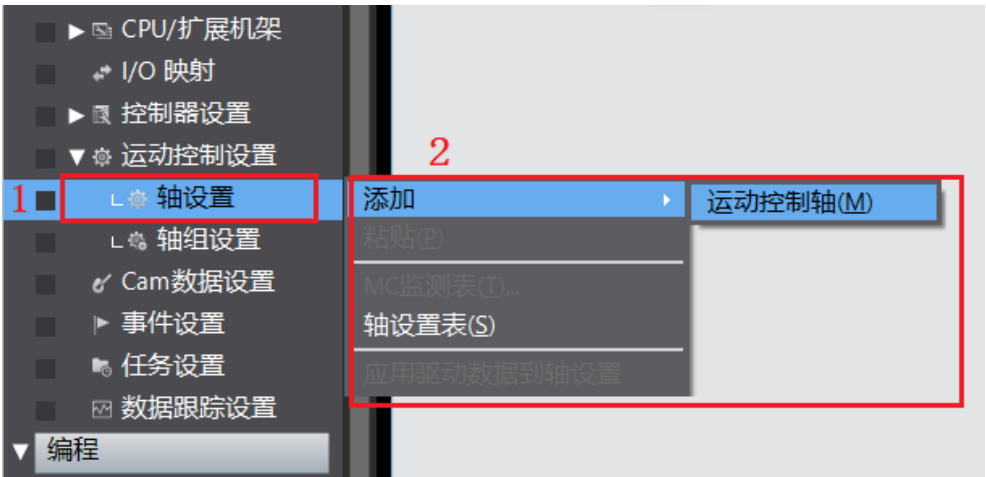 CPU/扩展机架
I/O 映射
控制器设置
运动控制设置
2
1 轴设置
添加
运动控制轴(M)
轴组设置
粘贴(P)
Cam数据设置
MC监测表(T)...
事件设置
轴设置表(S)
任务设置
应用驱动数据到轴设置
数据跟踪设置
编程